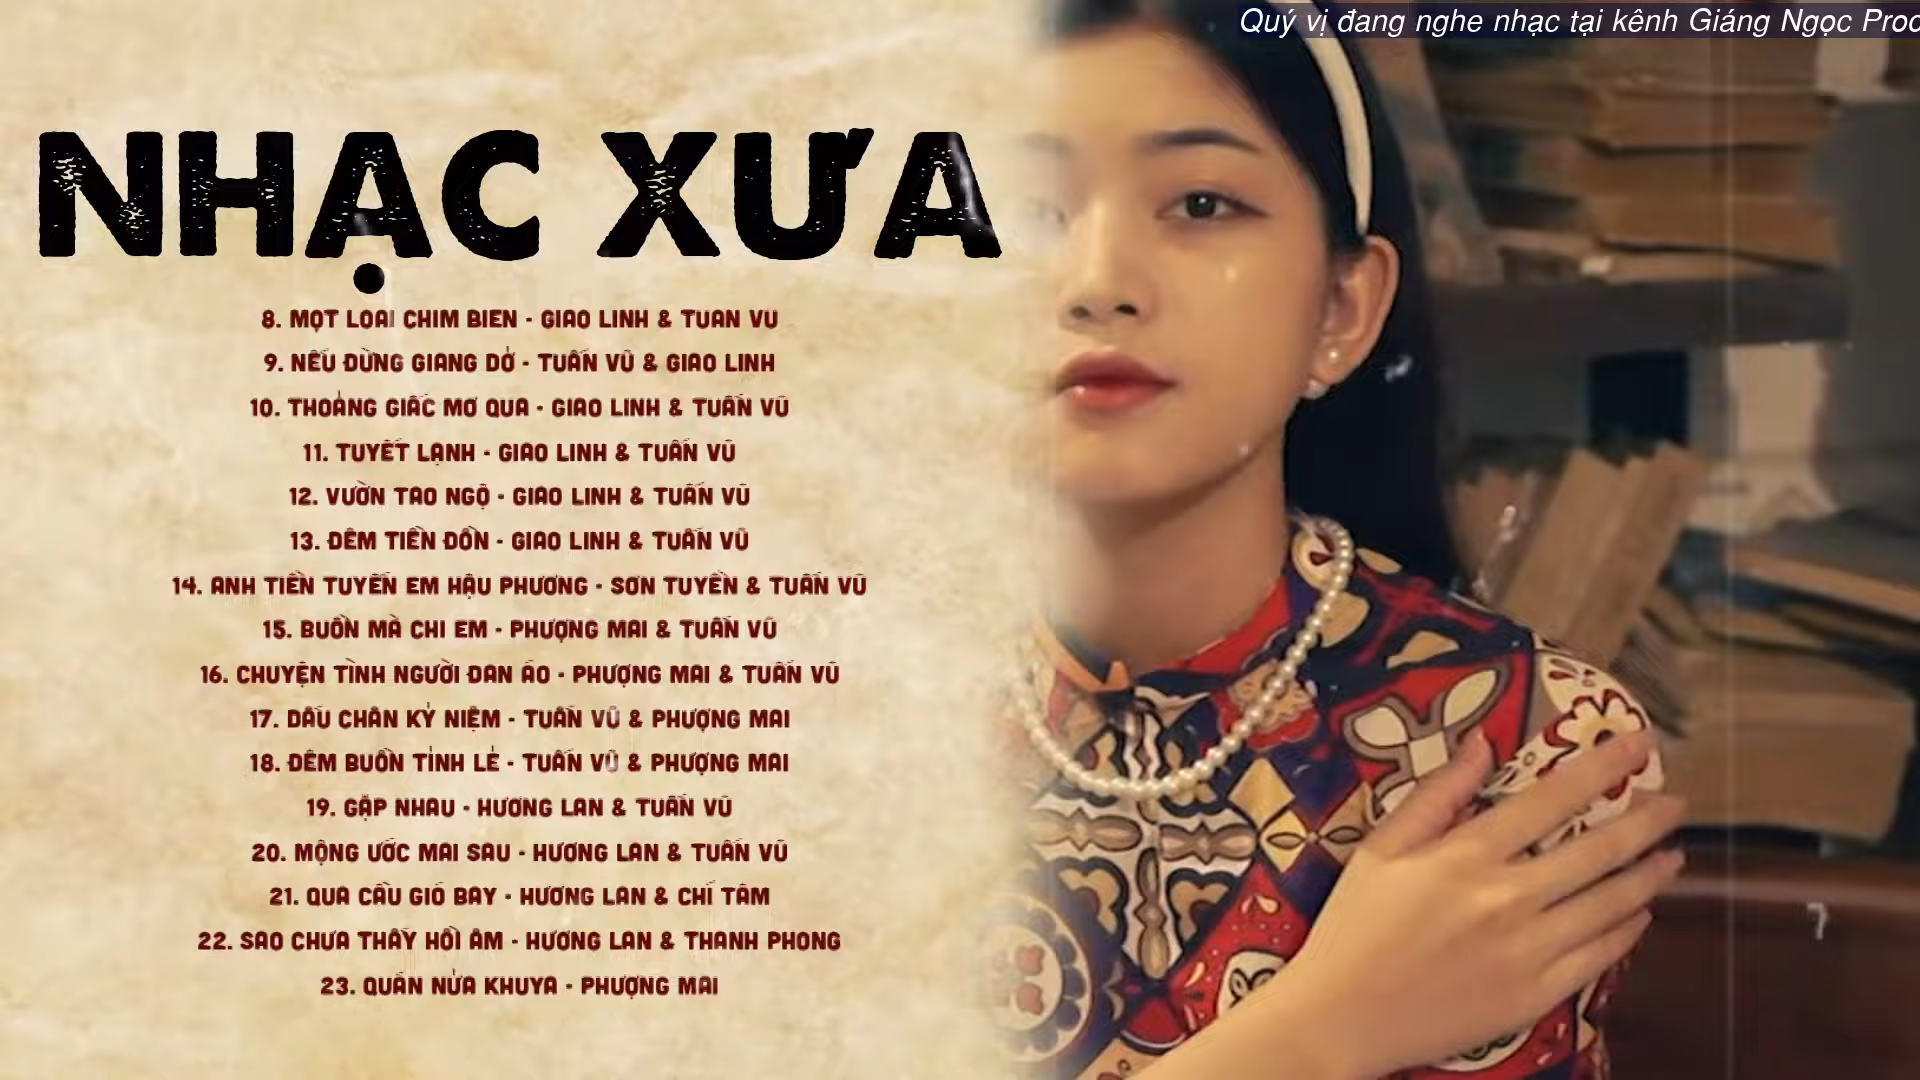 Quý vị đang nghe nhạc tại kênh Giáng Ngọc Proc
NHẠC XƯA
8. MỘT LOÀI CHIM BIỂN - GIAO LINH & TUẤN VŨ
9. NẾU ĐỪNG GIANG DỞ - TUẤN VŨ & GIAO LINH
10. THOÁNG GIẤC MƠ QUA - GIAO LINH & TUẤN VŨ
11. TUYẾT LẠNH - GIAO LINH & TUẤN VŨ
12. VƯỜN TAO NGỘ - GIAO LINH & TUẤN VŨ
13. ĐÊM TIỀN ĐỒN - GIAO LINH & TUẤN VŨ
14. ANH TIỀN TUYẾN EM HẬU PHƯƠNG - SƠN TUYỀN & TUẤN VŨ
15. BUỒN MÀ CHI EM - PHƯỢNG MAI & TUẤN VŨ
16. CHUYỆN TÌNH NGƯỜI ĐAN ÁO - PHƯỢNG MAI & TUẤN VŨ
17. DẤU CHÂN KỶ NIỆM - TUẤN VŨ & PHƯỢNG MAI
18. ĐÊM BUỒN TỈNH LẺ - TUẤN VŨ & PHƯỢNG MAI
19. GẶP NHAU - HƯƠNG LAN & TUẤN VŨ
20. MỘNG ƯỚC MAI SAU - HƯƠNG LAN & TUẤN VŨ
21. QUA CẦU GIÓ BAY - HƯƠNG LAN & CHÍ TÂM
22. SAO CHƯA THẤY HỒI ÂM - HƯƠNG LAN & THANH PHONG
23. QUÁN NỬA KHUYA - PHƯỢNG MAI